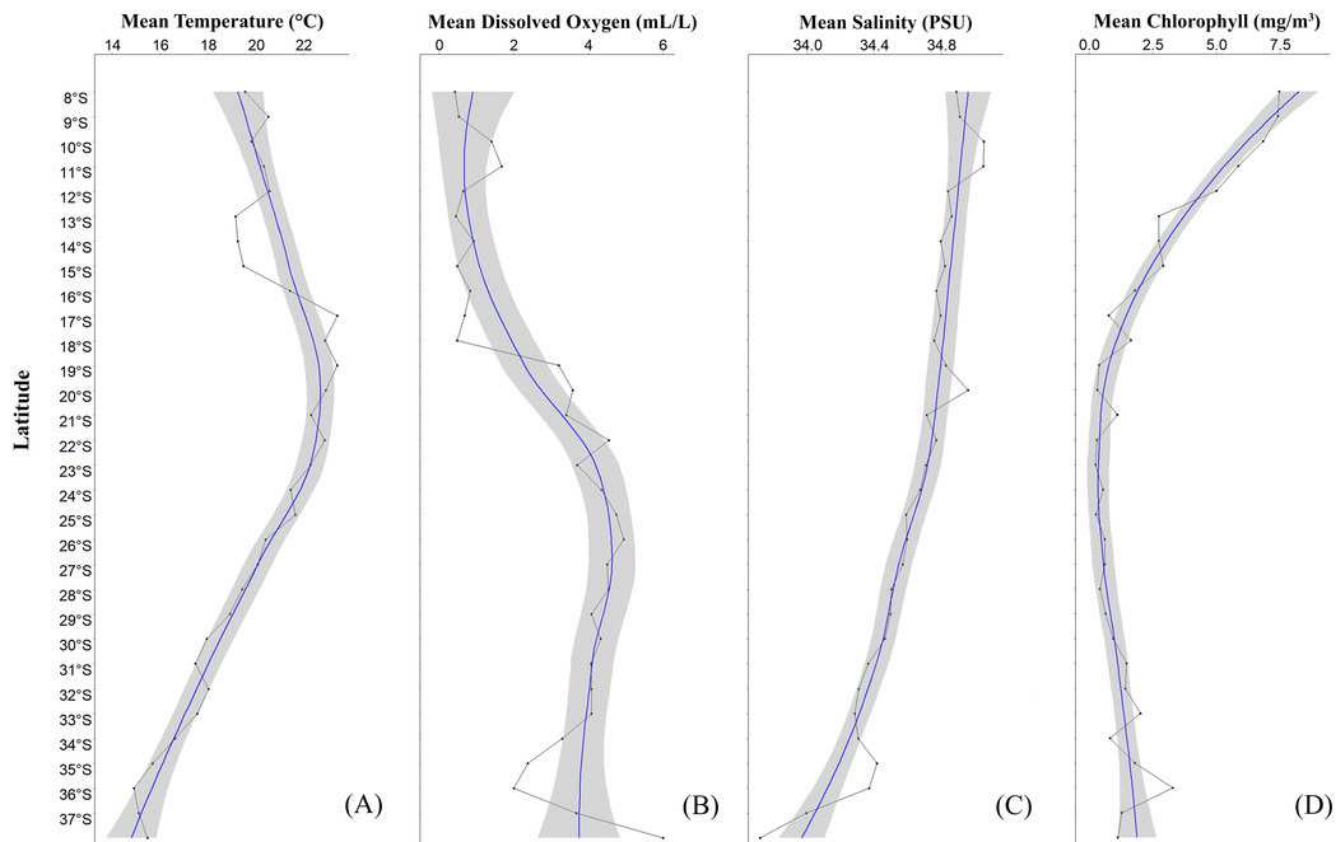 Mean Temperature (°C)
14 16 18 20 22
Mean Dissolved Oxygen (mL/L)
0 2 4 6
Mean Salinity (PSU)
34.0 34.4 34.8
Mean Chlorophyll (mg/m³)
0.0 2.5 5.0 7.5
Latitude
8°S
9°S
10°S
11°S
12°S
13°S
14°S
15°S
16°S
17°S
18°S
19°S
20°S
21°S
22°S
23°S
24°S
25°S
26°S
27°S
28°S
29°S
30°S
31°S
32°S
33°S
34°S
35°S
36°S
37°S
(A)
(B)
(C)
(D)